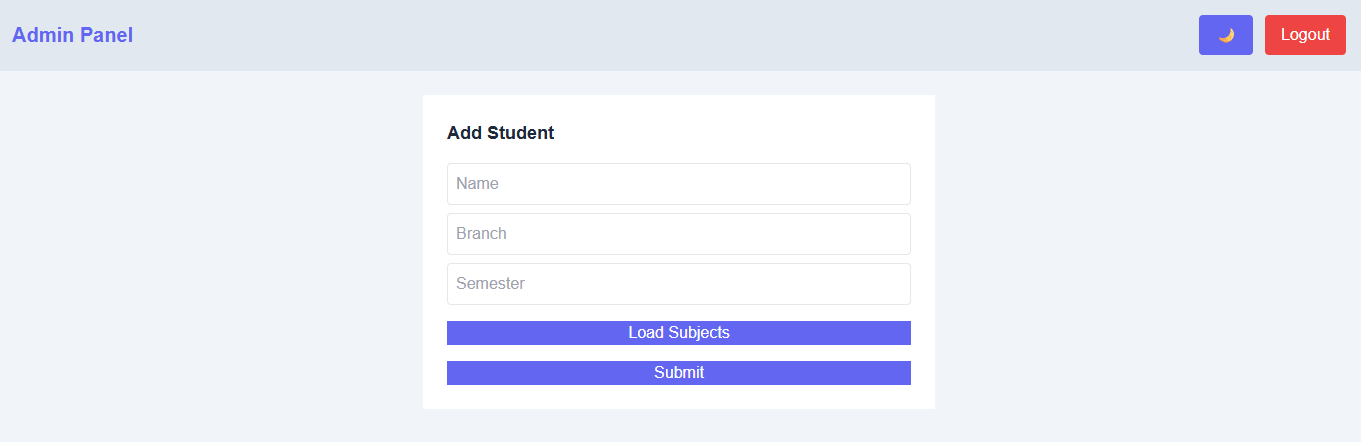 Admin Panel
Logout
Add Student
Name
Branch
Semester
Load Subjects
Submit